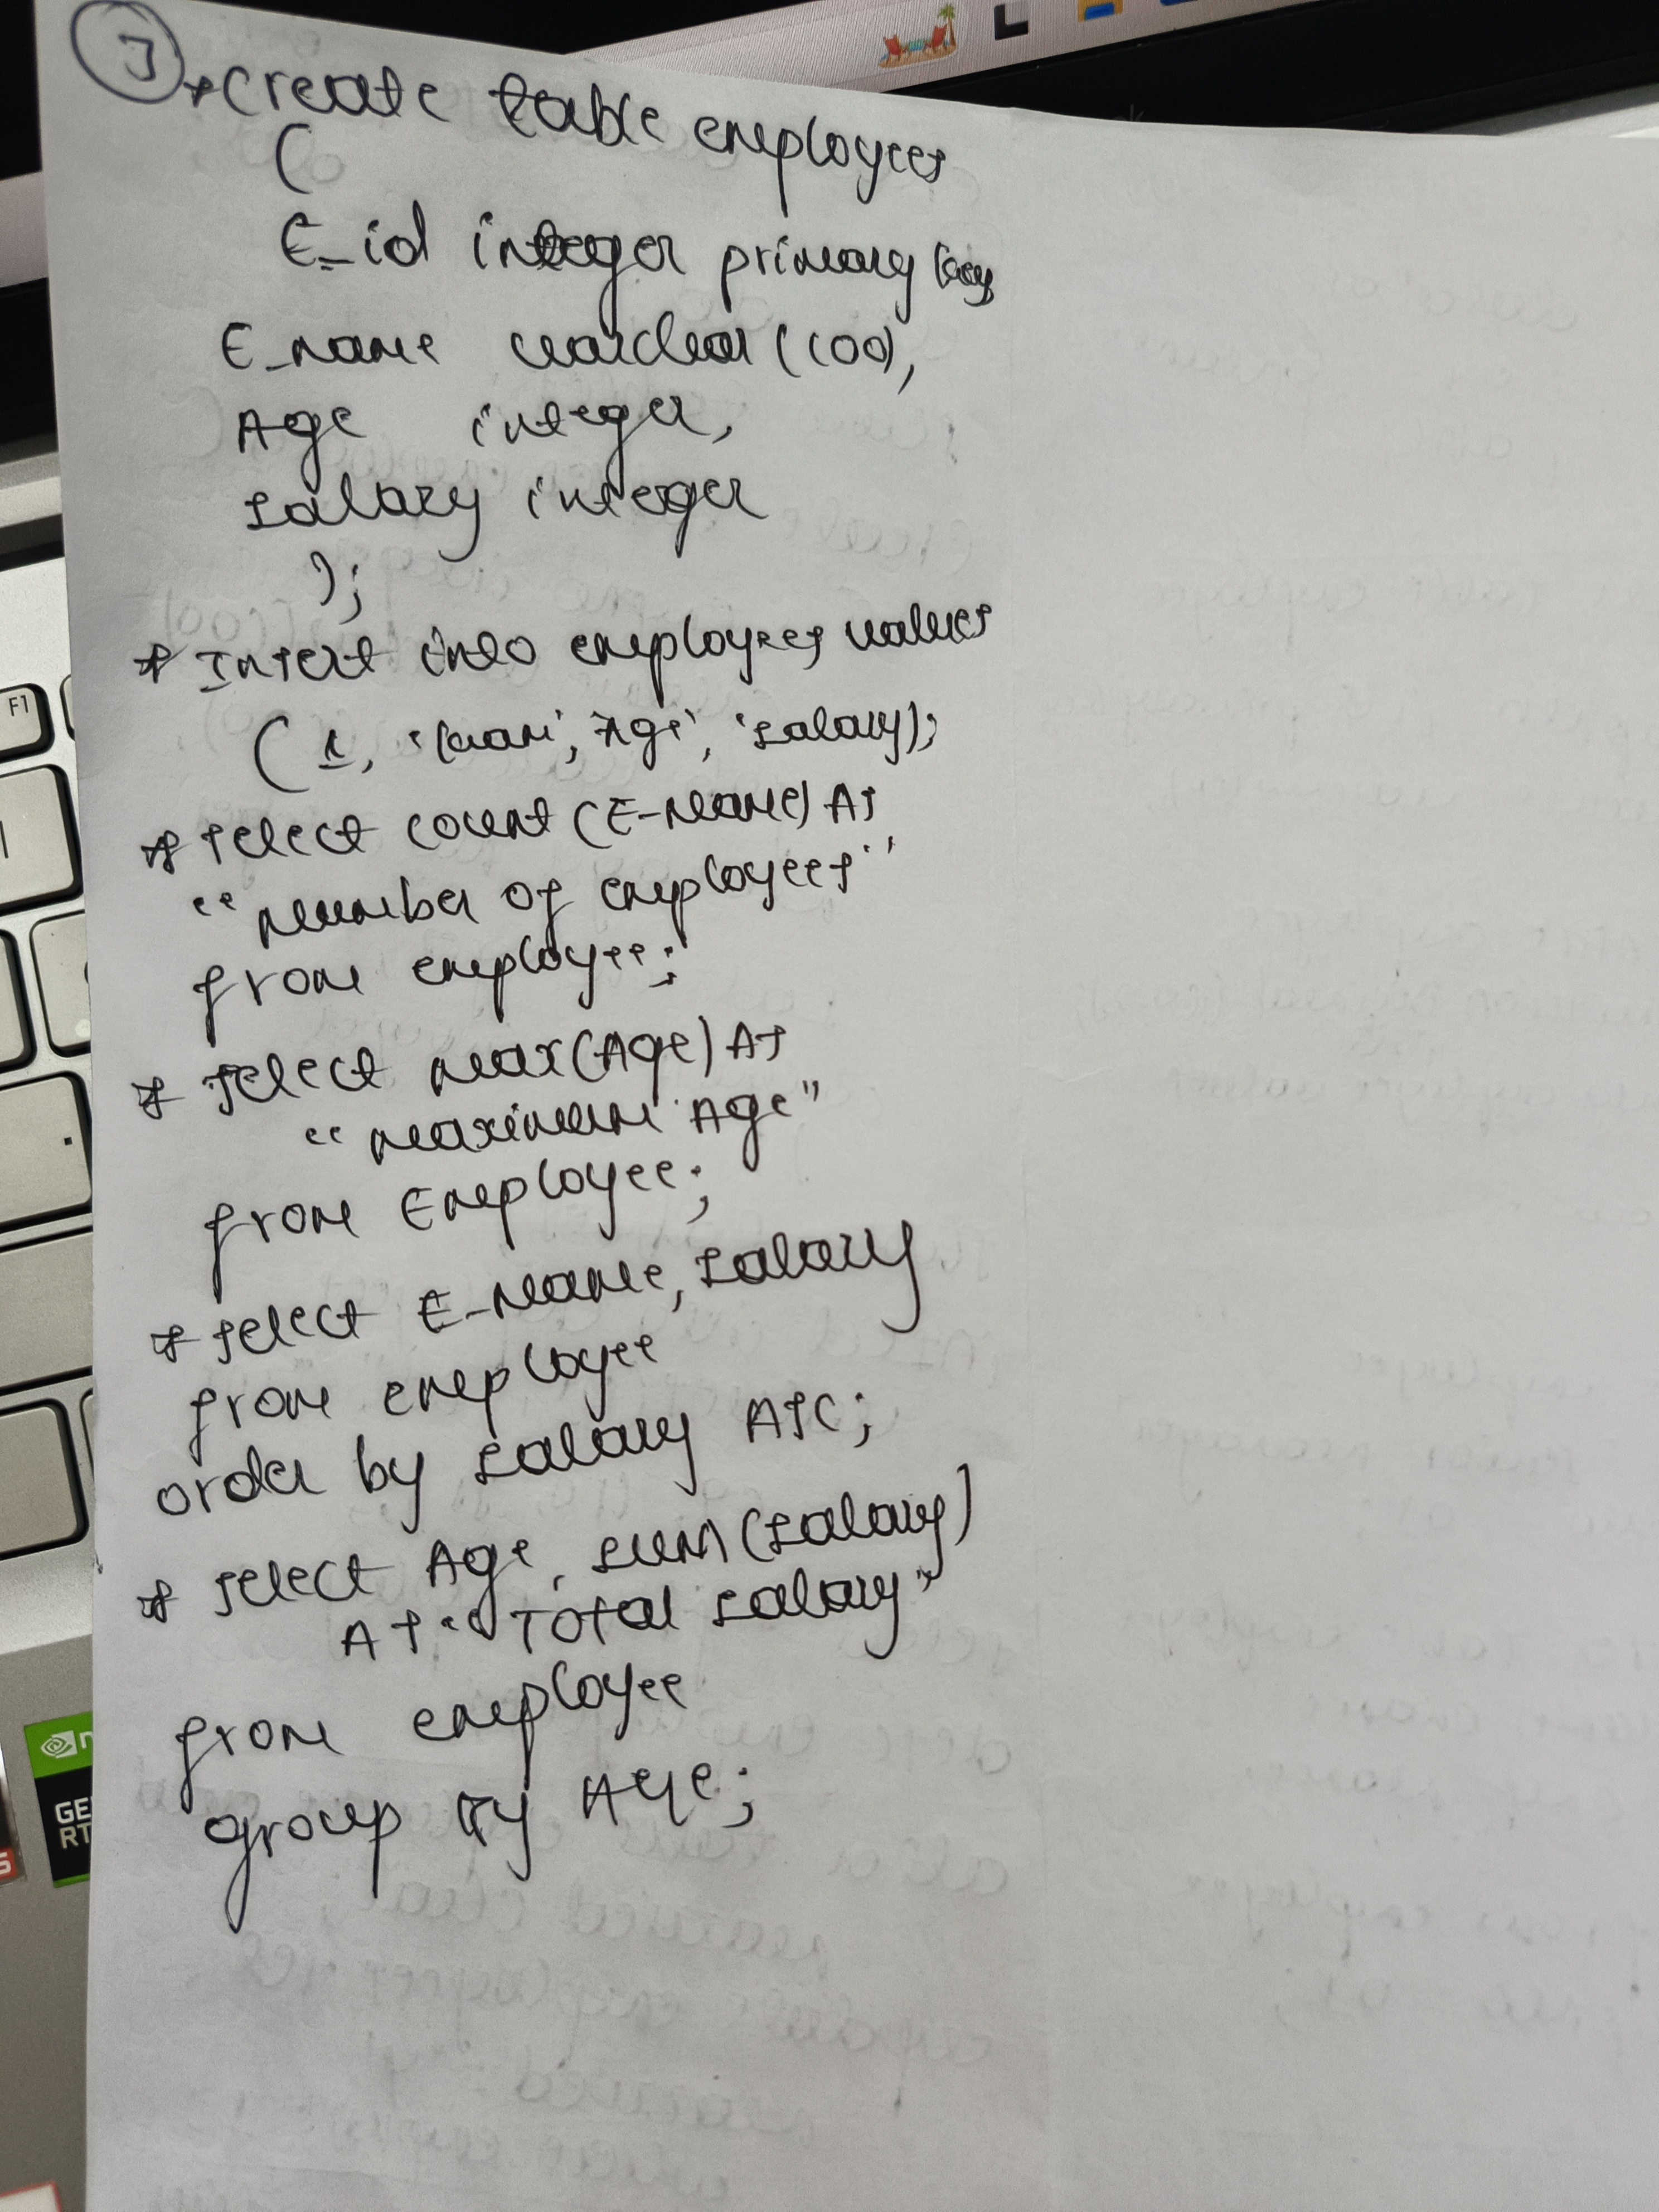 3
* create table employees
(
E_id integer primary key
E_name varchar(100),
Age integer,
salary integer
);
* Insert into employees values
(1, 'ram', 'Age', 'salary);
* select count (E-Name) As
"number of employees"
from employee;
* select max(Age) As
"maximum Age"
from Employee;
* select E-Name, salary
from employee
order by salary Asc;
* select Age, sum(salary)
As "Total salary"
from employee
group by Age;
F1
GE
RT